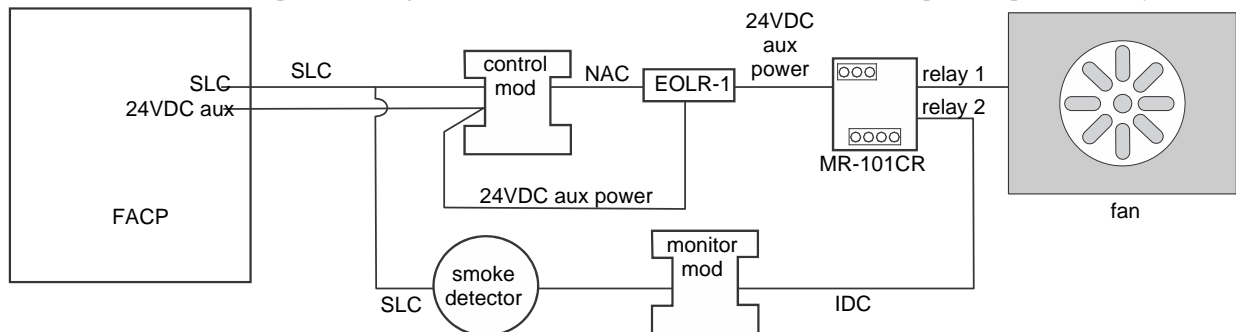 24VDC
aux
power
SLC
SLC
control
mod
NAC
EOLR-1
relay 1
24VDC aux
relay 2
MR-101CR
24VDC aux power
FACP
fan
monitor
mod
smoke
detector
SLC
IDC